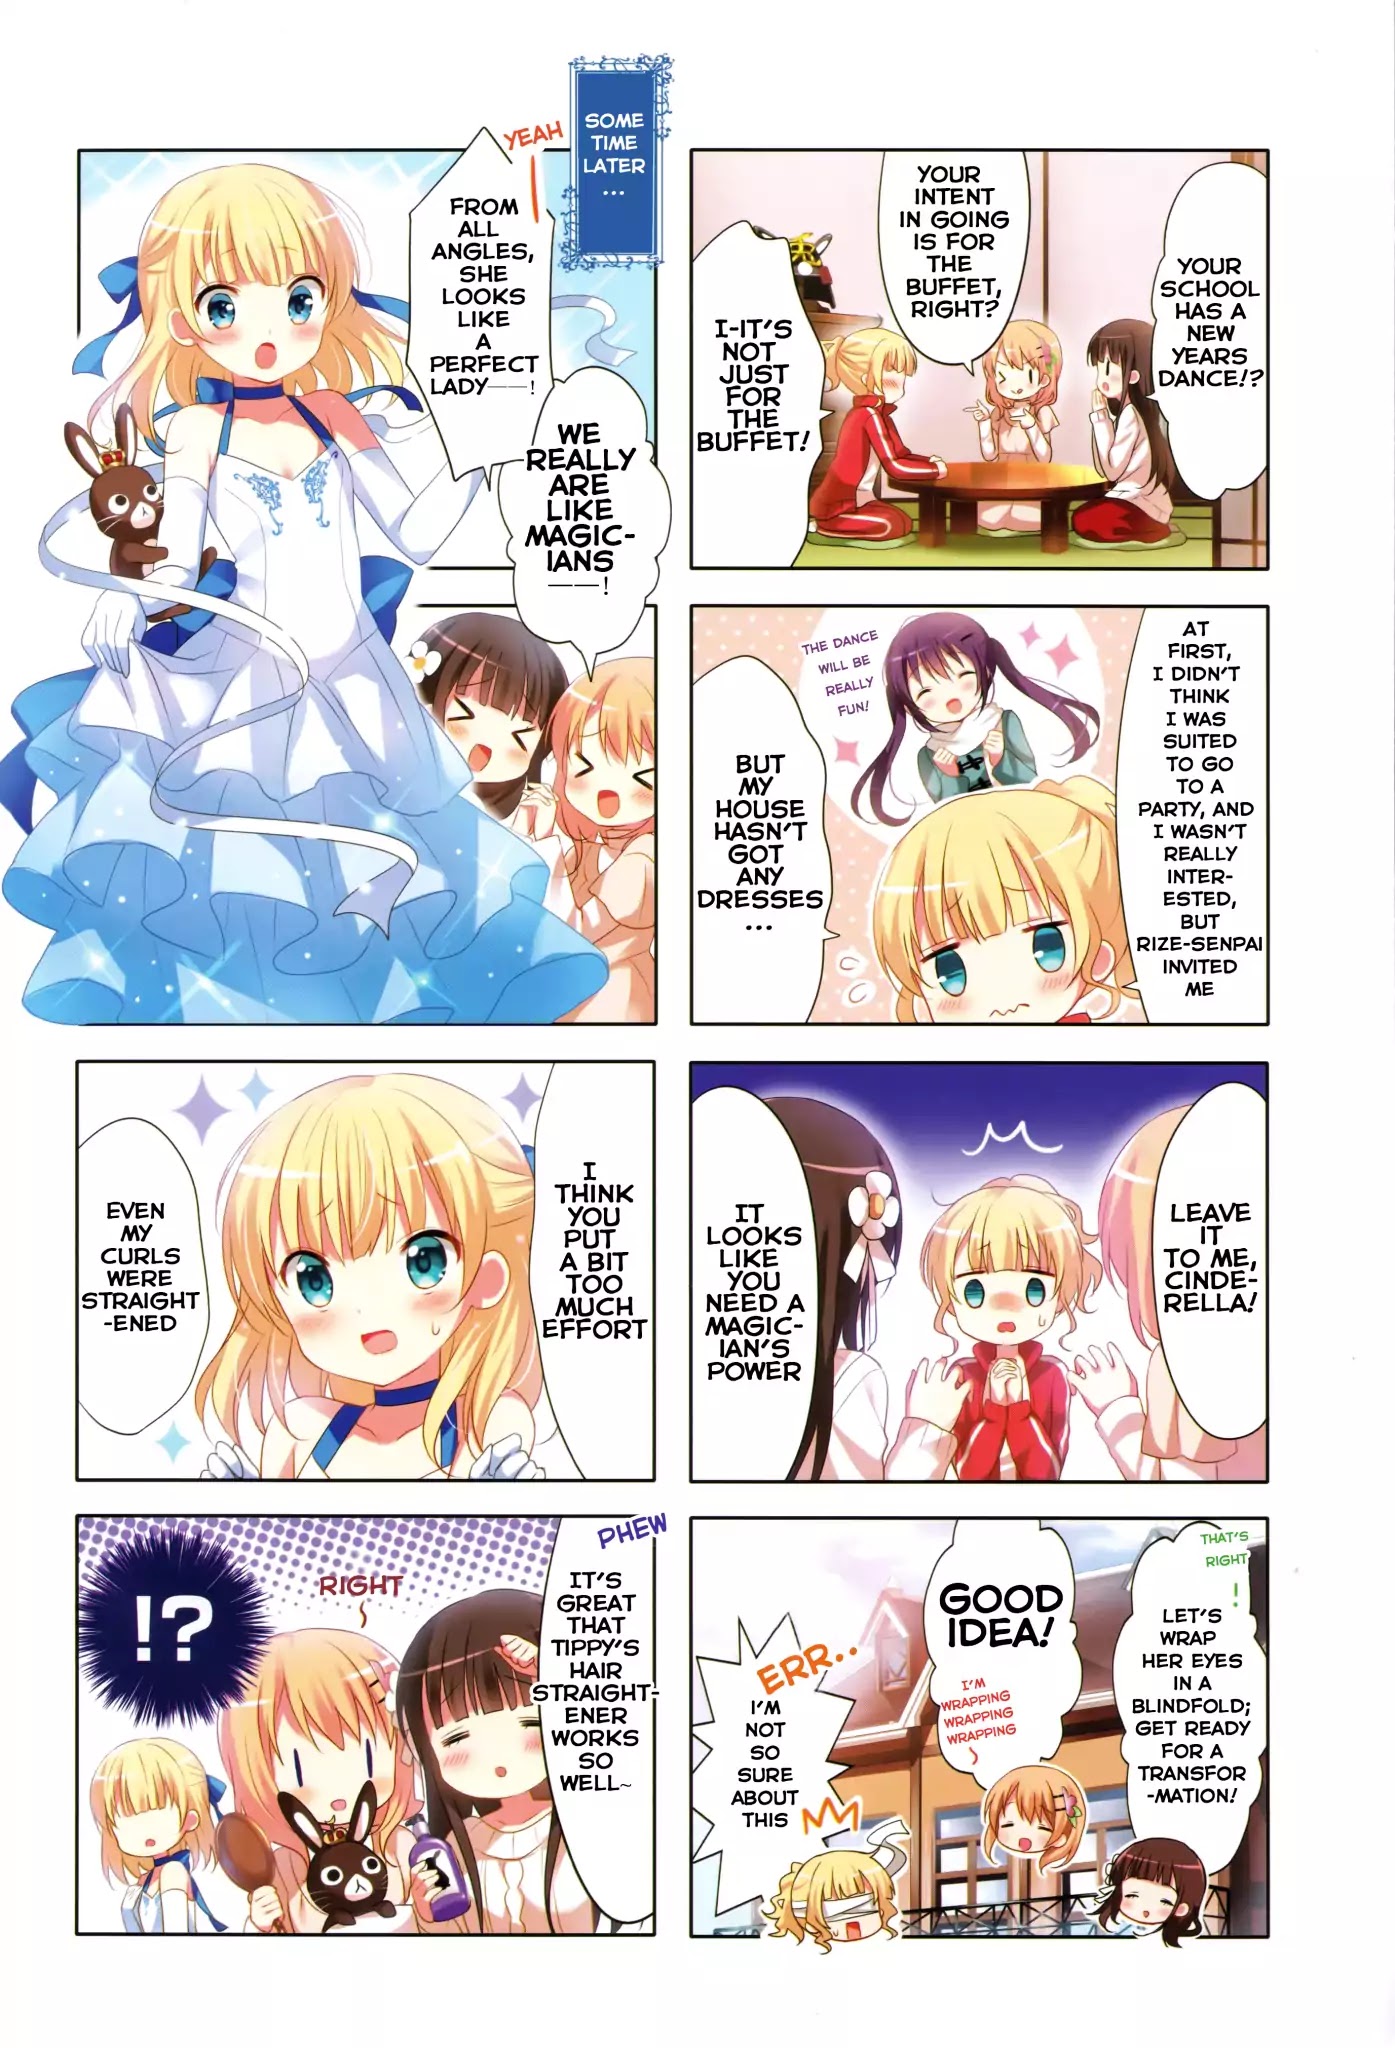 YOUR
SCHOOL
HAS A
NEW
YEARS
DANCE!?
YOUR
INTENT
IN GOING
IS FOR
THE
BUFFET,
RIGHT?
I-IT'S
NOT
JUST
FOR
THE
BUFFET!
AT
FIRST,
I DIDN'T
THINK
I WAS
SUITED
TO GO
TO A
PARTY, AND
I WASN'T
REALLY
INTER-
ESTED,
BUT
RIZE-SENPAI
INVITED
ME
THE DANCE
WILL BE
REALLY
FUN!
BUT
MY
HOUSE
HASN'T
GOT
ANY
DRESSES
...
LEAVE
IT
TO ME,
CINDE-
RELLA!
IT
LOOKS
LIKE
YOU
NEED A
MAGIC-
IAN'S
POWER
THAT'S
RIGHT
!
LET'S
WRAP
HER EYES
IN A
BLINDFOLD;
GET READY
FOR A
TRANSFOR
-MATION!
GOOD
IDEA!
I'M
WRAPPING
WRAPPING
WRAPPING
ERR..
I'M
NOT
SO
SURE
ABOUT
THIS
SOME
TIME
LATER
...
YEAH
FROM
ALL
ANGLES,
SHE
LOOKS
LIKE
A
PERFECT
LADY——!
WE
REALLY
ARE
LIKE
MAGIC-
IANS
——!
I
THINK
YOU
PUT
A BIT
TOO
MUCH
EFFORT
EVEN
MY
CURLS
WERE
STRAIGHT
-ENED
PHEW
IT'S
GREAT
THAT
TIPPY'S
HAIR
STRAIGHT-
ENER
WORKS
SO
WELL~
RIGHT
!?